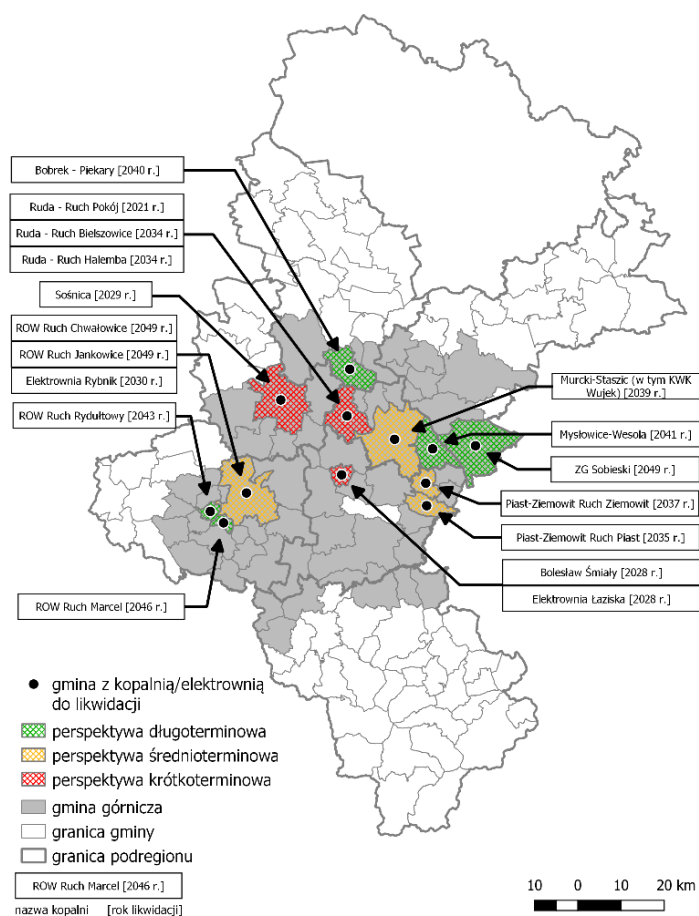 Bobrek - Piekary [2040 r.]
Ruda - Ruch Pokój [2021 r.]
Ruda - Ruch Bielszowice [2034 r.]
Ruda - Ruch Halemba [2034 r.]
Sośnica [2029 r.]
ROW Ruch Chwałowice [2049 r.]
ROW Ruch Jankowice [2049 r.]
Elektrownia Rybnik [2030 r.]
ROW Ruch Rydułtowy [2043 r.]
ROW Ruch Marcel [2046 r.]
Murcki-Staszic (w tym KWK
Wujek) [2039 r.]
Mysłowice-Wesoła [2041 r.]
ZG Sobieski [2049 r.]
Piast-Ziemowit Ruch Ziemowit [2037 r.]
Piast-Ziemowit Ruch Piast [2035 r.]
Bolesław Śmiały [2028 r.]
Elektrownia Łaziska [2028 r.]
gmina z kopalnią/elektrownią
do likwidacji
perspektywa długoterminowa
perspektywa średnioterminowa
perspektywa krótkoterminowa
gmina górnicza
granica gminy
granica podregionu
ROW Ruch Marcel [2046 r.]
nazwa kopalni [rok likwidacji]
10 0 10 20 km